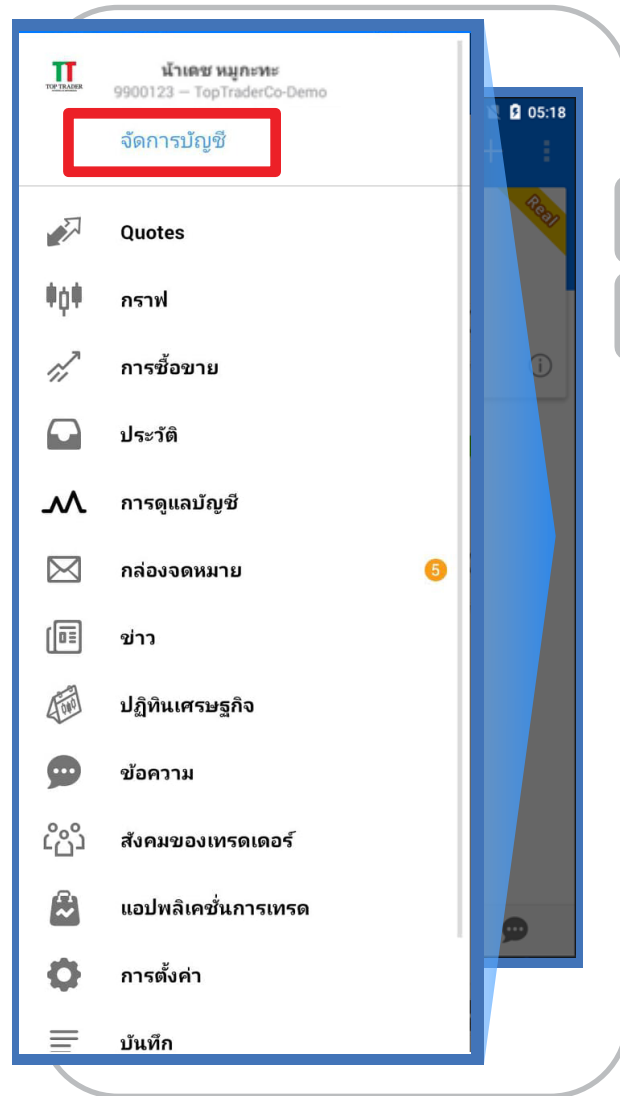 TT
TOP TRADER
น้าเดช หมูกะทะ
9900123 – TopTraderCo-Demo
จัดการบัญชี
05:18
Real
Quotes
กราฟ
การซื้อขาย
ประวัติ
การดูแลบัญชี
กล่องจดหมาย
5
ข่าว
ปฏิทินเศรษฐกิจ
ข้อความ
สังคมของเทรดเดอร์
แอปพลิเคชั่นการเทรด
การตั้งค่า
บันทึก